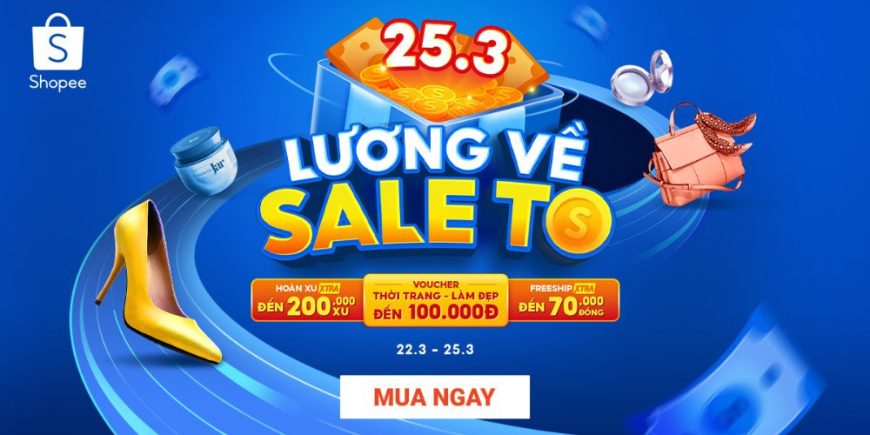 S
Shopee
25.3
LƯƠNG VỀ
SALE TO
S
HOÀN XU XTRA
ĐẾN 200.000 XU
VOUCHER
THỜI TRANG - LÀM ĐẸP
ĐẾN 100.000Đ
FREESHIP XTRA
ĐẾN 70.000 ĐỒNG
22.3 - 25.3
MUA NGAY